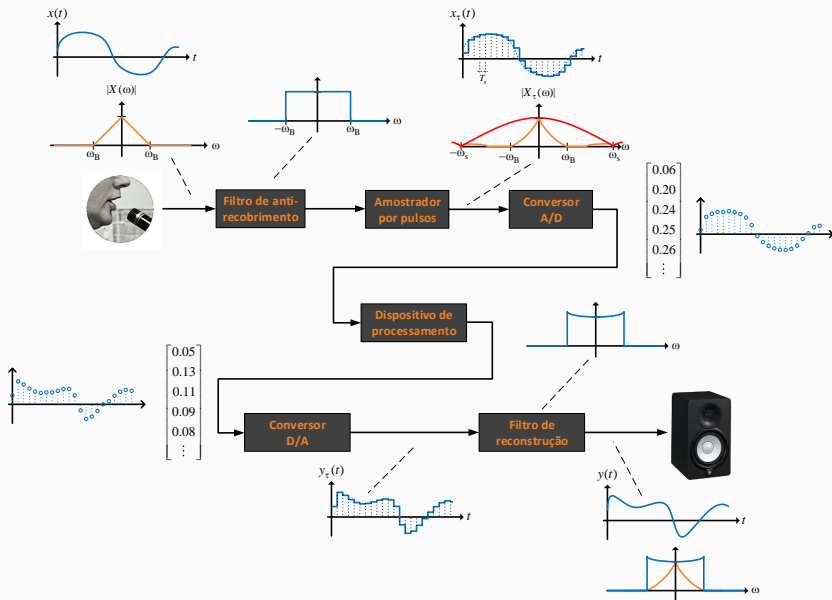 x(t)
t
|X(ω)|
ω_B
ω_B
ω
−ω_B
ω_B
ω
x_τ(t)
T_s
t
|X_τ(ω)|
−ω_s
−ω_B
ω_B
ω_s
ω
Filtro de anti-
recobrimento
Amostrador
por pulsos
Conversor
A/D
0.06
0.20
0.24
0.25
0.26
⋮
Dispositivo de
processamento
ω
0.05
0.13
0.11
0.09
0.08
⋮
Conversor
D/A
Filtro de
reconstrução
y_τ(t)
t
y(t)
t
ω